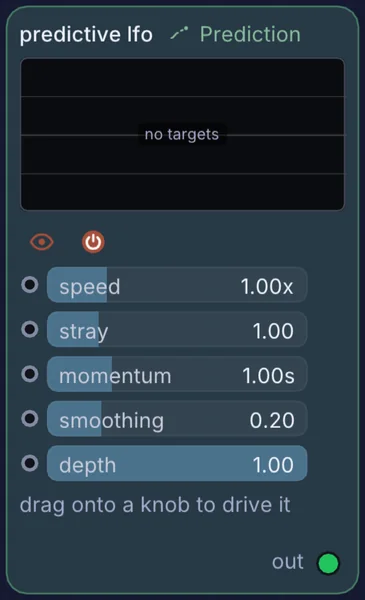 predictive lfo Prediction
no targets
speed 1.00x
stray 1.00
momentum 1.00s
smoothing 0.20
depth 1.00
drag onto a knob to drive it
out